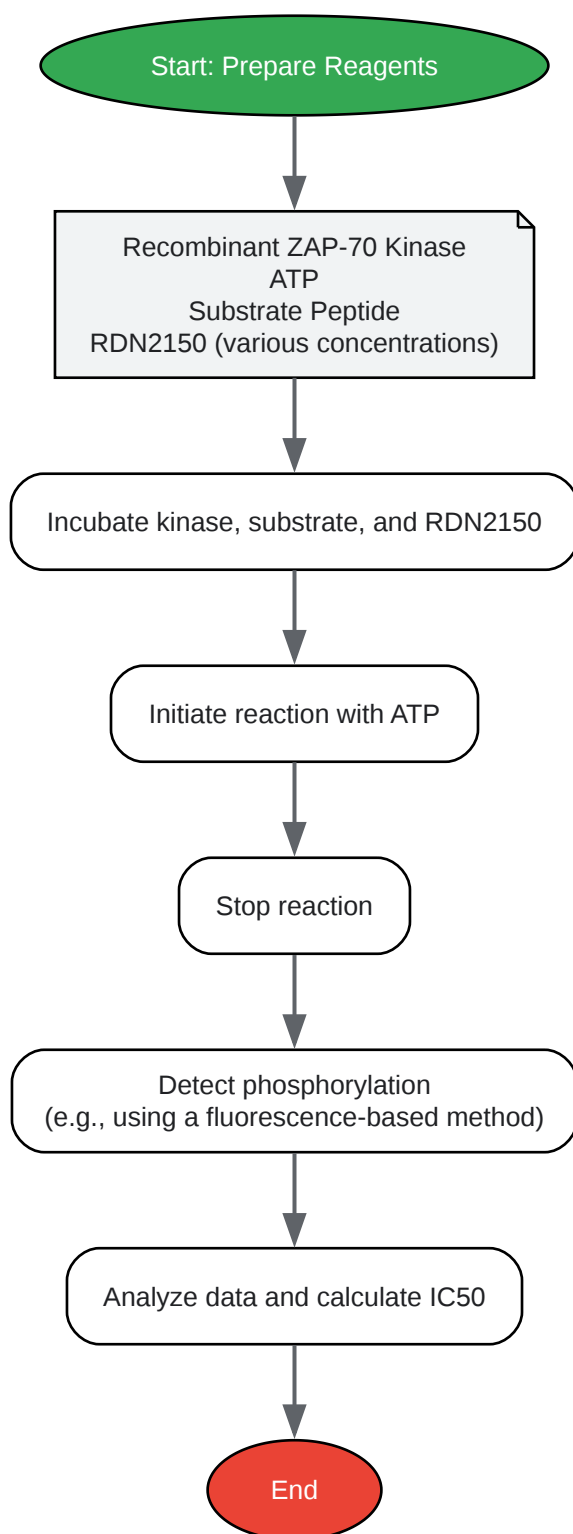 Start: Prepare Reagents
Recombinant ZAP-70 Kinase
ATP
Substrate Peptide
RDN2150 (various concentrations)
Incubate kinase, substrate, and RDN2150
Initiate reaction with ATP
Stop reaction
Detect phosphorylation
(e.g., using a fluorescence-based method)
Analyze data and calculate IC50
End